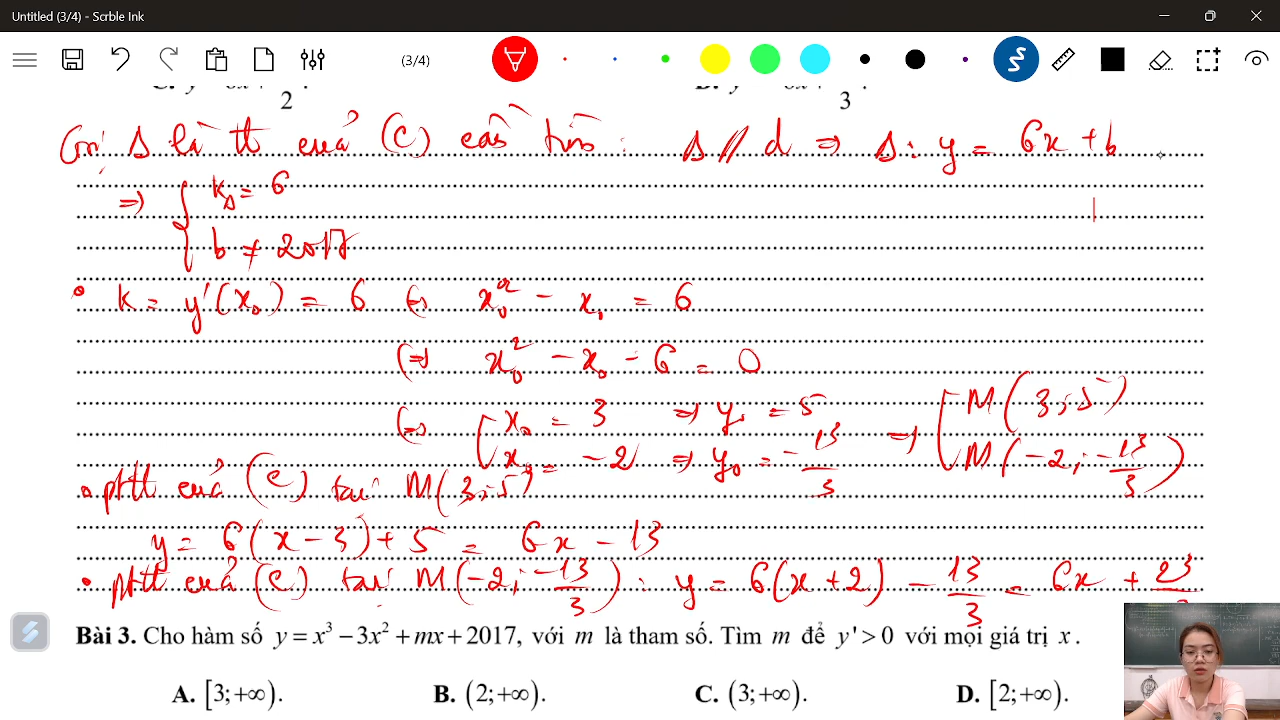 Untitled (3/4) - Scrble Ink
(3/4)
2
3
Gọi Δ là tt của (C) cần tìm: Δ // d ⇒ Δ: y = 6x + b
⇒ { k_Δ = 6
b ≠ 2017
• k = y'(x₀) = 6 ⇔ x₀² - x₀ = 6
⇔ x₀² - x₀ - 6 = 0
⇔ [ x₀ = 3 ⇒ y₀ = 5 ⇒ [ M(3; 5)
x₀ = -2 ⇒ y₀ = -13/3 M(-2; -13/3)
• pttt của (C) tại M(3; 5)
y = 6(x - 3) + 5 = 6x - 13
• pttt của (C) tại M(-2; -13/3): y = 6(x + 2) - 13/3 = 6x + 23/3
Bài 3. Cho hàm số y = x³ − 3x² + mx + 2017, với m là tham số. Tìm m để y' > 0 với mọi giá trị x.
A. [3;+∞). B. (2;+∞). C. (3;+∞). D. [2;+∞).